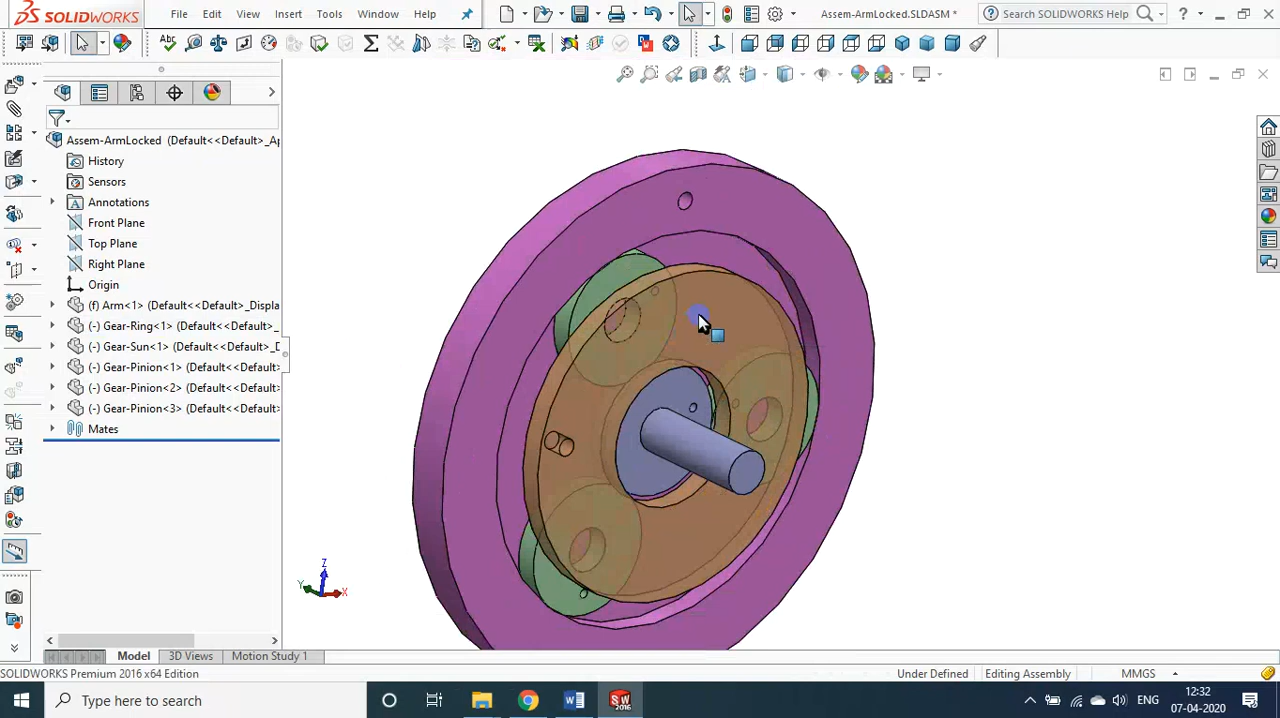 SOLIDWORKS
File
Edit
View
Insert
Tools
Window
Help
Assem-ArmLocked.SLDASM *
Search SOLIDWORKS Help
?
Assem-ArmLocked (Default<<Default>_Ap
History
Sensors
Annotations
Front Plane
Top Plane
Right Plane
Origin
(f) Arm<1> (Default<<Default>_Displa
(-) Gear-Ring<1> (Default<<Default>_
(-) Gear-Sun<1> (Default<<Default>_D
(-) Gear-Pinion<1> (Default<<Default>
(-) Gear-Pinion<2> (Default<<Default>
(-) Gear-Pinion<3> (Default<<Default>
Mates
Z
Y
X
Model
3D Views
Motion Study 1
SOLIDWORKS Premium 2016 x64 Edition
Under Defined
Editing Assembly
MMGS
Type here to search
ENG
12:32
07-04-2020